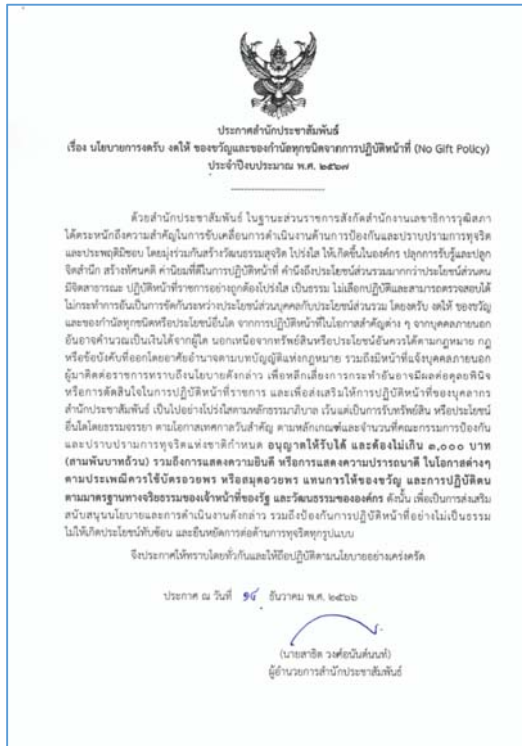 ประกาศสำนักประชาสัมพันธ์
เรื่อง นโยบายการงดรับ งดให้ ของขวัญและของกำนัลทุกชนิดจากการปฏิบัติหน้าที่ (No Gift Policy)
ประจำปีงบประมาณ พ.ศ. ๒๕๖๗
ด้วยสำนักประชาสัมพันธ์ ในฐานะส่วนราชการสังกัดสำนักงานเลขาธิการวุฒิสภา
ได้ตระหนักถึงความสำคัญในการขับเคลื่อนการดำเนินงานด้านการป้องกันและปราบปรามการทุจริต
และประพฤติมิชอบ โดยมุ่งร่วมกันสร้างวัฒนธรรมสุจริต โปร่งใส ให้เกิดขึ้นในองค์กร ปลุกการรับรู้และปลูก
จิตสำนึก สร้างทัศนคติ ค่านิยมที่ดีในการปฏิบัติหน้าที่ คำนึงถึงประโยชน์ส่วนรวมมากกว่าประโยชน์ส่วนตน
มีจิตสาธารณะ ปฏิบัติหน้าที่ราชการอย่างถูกต้องโปร่งใส เป็นธรรม ไม่เลือกปฏิบัติและสามารถตรวจสอบได้
ไม่กระทำการอันเป็นการขัดกันระหว่างประโยชน์ส่วนบุคคลกับประโยชน์ส่วนรวม โดยงดรับ งดให้ ของขวัญ
และของกำนัลทุกชนิดหรือประโยชน์อื่นใด จากการปฏิบัติหน้าที่ในโอกาสสำคัญต่าง ๆ จากบุคคลภายนอก
อันอาจคำนวณเป็นเงินได้จากผู้ใด นอกเหนือจากทรัพย์สินหรือประโยชน์อันควรได้ตามกฎหมาย กฎ
หรือข้อบังคับที่ออกโดยอาศัยอำนาจตามบทบัญญัติแห่งกฎหมาย รวมถึงมีหน้าที่แจ้งบุคคลภายนอก
ผู้มาติดต่อราชการทราบถึงนโยบายดังกล่าว เพื่อหลีกเลี่ยงการกระทำอันอาจมีผลต่อดุลยพินิจ
หรือการตัดสินใจในการปฏิบัติหน้าที่ราชการ และเพื่อส่งเสริมให้การปฏิบัติหน้าที่ของบุคลากร
สำนักประชาสัมพันธ์ เป็นไปอย่างโปร่งใสตามหลักธรรมาภิบาล เว้นแต่เป็นการรับทรัพย์สิน หรือประโยชน์
อื่นใดโดยธรรมจรรยา ตามโอกาสเทศกาลวันสำคัญ ตามหลักเกณฑ์และจำนวนที่คณะกรรมการป้องกัน
และปราบปรามการทุจริตแห่งชาติกำหนด อนุญาตให้รับได้ และต้องไม่เกิน ๓,๐๐๐ บาท
(สามพันบาทถ้วน) รวมถึงการแสดงความยินดี หรือการแสดงความปรารถนาดี ในโอกาสต่างๆ
ตามประเพณีควรใช้บัตรอวยพร หรือสมุดอวยพร แทนการให้ของขวัญ และการปฏิบัติตน
ตามมาตรฐานทางจริยธรรมของเจ้าหน้าที่ของรัฐ และวัฒนธรรมขององค์กร ดังนั้น เพื่อเป็นการส่งเสริม
สนับสนุนนโยบายและการดำเนินงานดังกล่าว รวมถึงป้องกันการปฏิบัติหน้าที่อย่างไม่เป็นธรรม
ไม่ให้เกิดประโยชน์ทับซ้อน และยืนหยัดการต่อต้านการทุจริตทุกรูปแบบ
จึงประกาศให้ทราบโดยทั่วกันและให้ถือปฏิบัติตามนโยบายอย่างเคร่งครัด
ประกาศ ณ วันที่ ธันวาคม พ.ศ. ๒๕๖๖
(นายสาธิต วงศ์อนันต์นนท์)
ผู้อำนวยการสำนักประชาสัมพันธ์